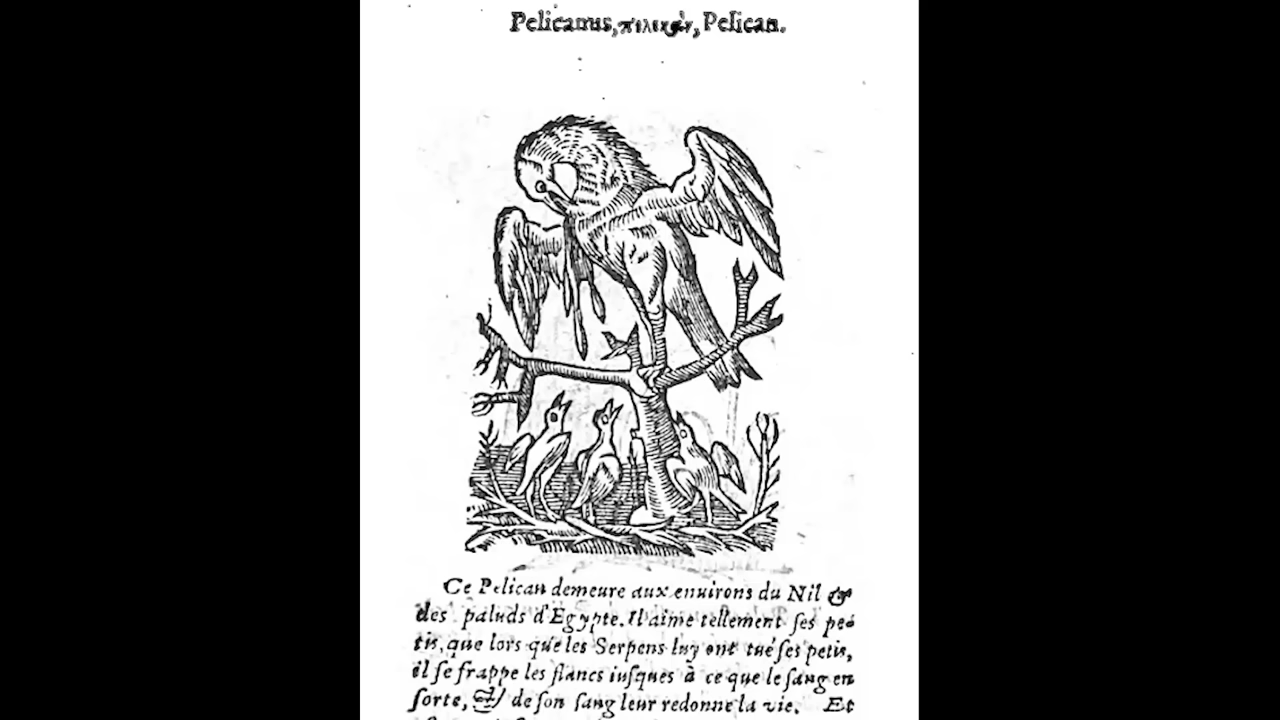 Pelicanus, πελεκὰν, Pelican.
Ce Pelican demeure aux enuirons du Nil &
des paluds d'Egypte. Il aime tellement ſes pe-
tis, que lors que les Serpens luy ont tué ſes petis,
il ſe frappe les flancs iuſques à ce que le ſang en
ſorte, & de ſon ſang leur redonne la vie. Et